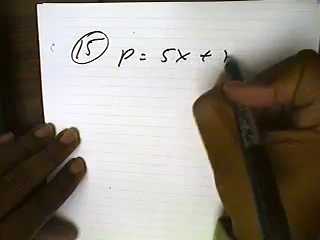 15 p = 5x +